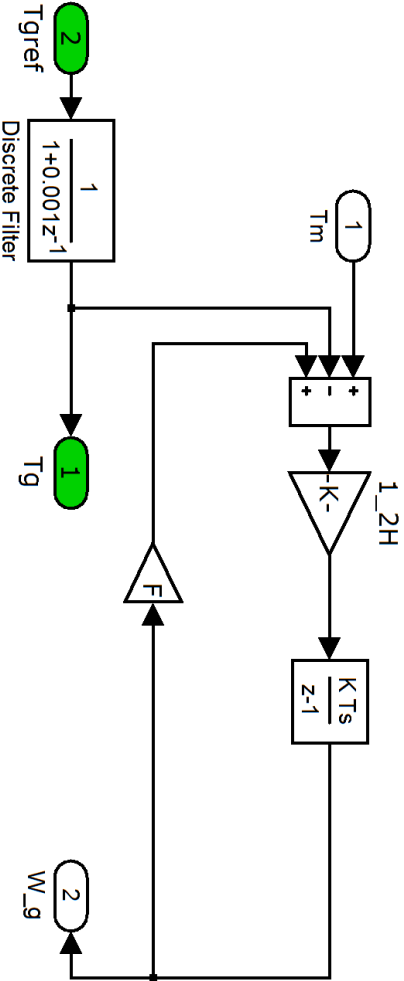 1
Tm
+
-
+
-K-
1_2H
K Ts
z-1
2
Tgref
1
1+0.001z-1
Discrete Filter
F
1
Tg
2
W_g